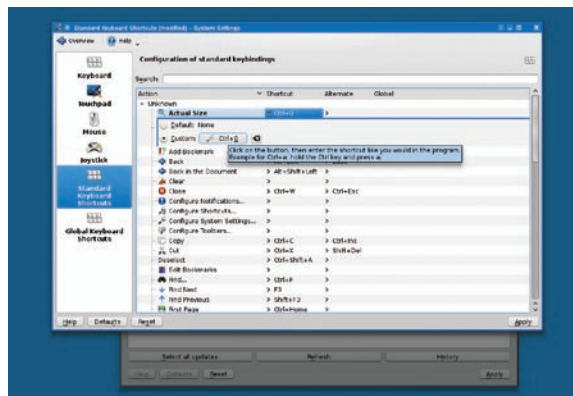 Standard Keyboard Shortcuts [modified] – System Settings
Overview Help
Configuration of standard keybindings
Search:
Action Shortcut Alternate Global
Unknown
Actual Size
Default: None
Custom:
Click on the button, then enter the shortcut like you would in the program.
Example for Ctrl+a: hold the Ctrl key and press a.
Add Bookmark
Back
Back in the Document Alt+Shift+Left
Clear
Close Ctrl+W Ctrl+Esc
Configure Notifications...
Configure Shortcuts...
Configure System Settings...
Configure Toolbars...
Copy Ctrl+C Ctrl+Ins
Cut Ctrl+X Shift+Del
Deselect Ctrl+Shift+A
Edit Bookmarks
Find... Ctrl+F
Find Next F3
Find Previous Shift+F3
First Page Ctrl+Home
Keyboard
Touchpad
Mouse
Joystick
Standard
Keyboard
Shortcuts
Global Keyboard
Shortcuts
Help Defaults Reset Apply
Select all updates Refresh History
Help Defaults Reset Apply